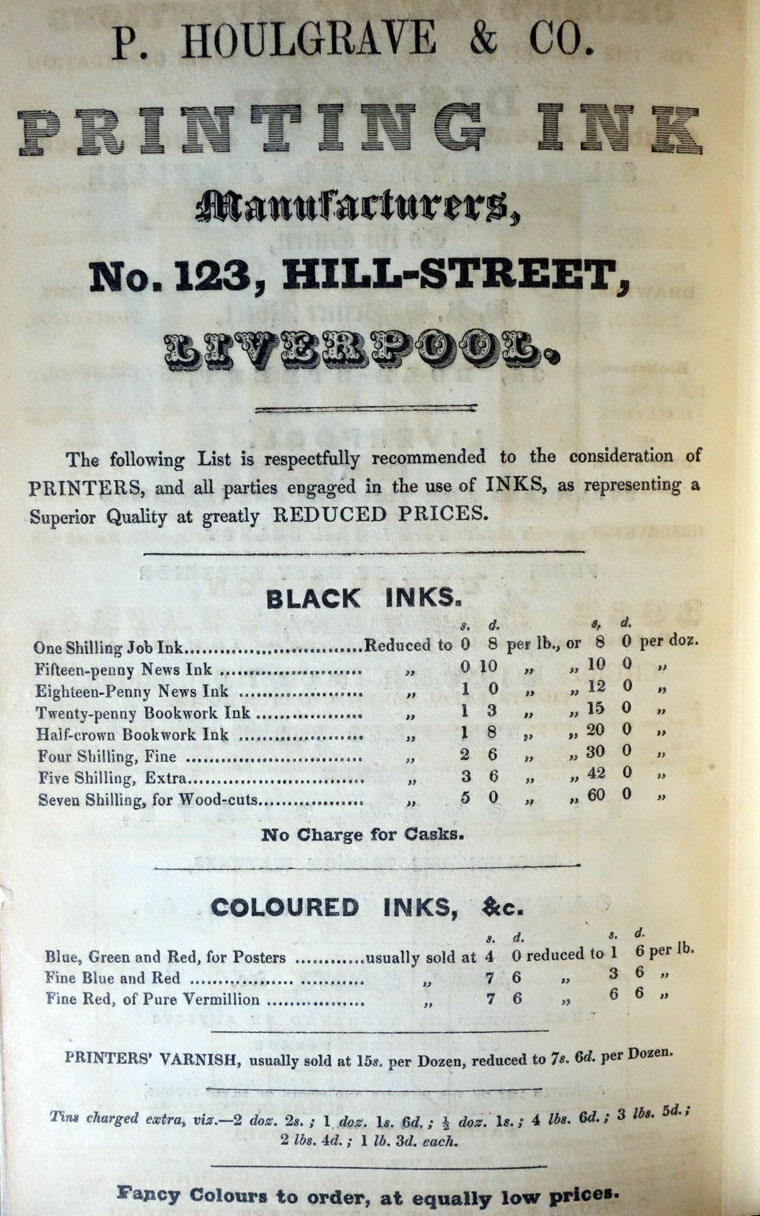 P. HOULGRAVE & CO.
PRINTING INK
Manufacturers,
No. 123, HILL-STREET,
LIVERPOOL.
The following List is respectfully recommended to the consideration of
PRINTERS, and all parties engaged in the use of INKS, as representing a
Superior Quality at greatly REDUCED PRICES.
BLACK INKS.
s. d. s. d.
One Shilling Job Ink..............................Reduced to 0 8 per lb., or 8 0 per doz.
Fifteen-penny News Ink ........................ „ 0 10 „ „ 10 0 „
Eighteen-Penny News Ink ..................... „ 1 0 „ „ 12 0 „
Twenty-penny Bookwork Ink .................. „ 1 3 „ „ 15 0 „
Half-crown Bookwork Ink ..................... „ 1 8 „ „ 20 0 „
Four Shilling, Fine .............................. „ 2 6 „ „ 30 0 „
Five Shilling, Extra.............................. „ 3 6 „ „ 42 0 „
Seven Shilling, for Wood-cuts.................. „ 5 0 „ „ 60 0 „
No Charge for Casks.
COLOURED INKS, &c.
s. d. s. d.
Blue, Green and Red, for Posters ............usually sold at 4 0 reduced to 1 6 per lb.
Fine Blue and Red .................. ........... „ 7 6 „ 3 6 „
Fine Red, of Pure Vermillion ................. „ 7 6 „ 6 6 „
PRINTERS' VARNISH, usually sold at 15s. per Dozen, reduced to 7s. 6d. per Dozen.
Tins charged extra, viz.—2 doz. 2s. ; 1 doz. 1s. 6d. ; ½ doz. 1s. ; 4 lbs. 6d. ; 3 lbs. 5d. ;
2 lbs. 4d. ; 1 lb. 3d. each.
Fancy Colours to order, at equally low prices.